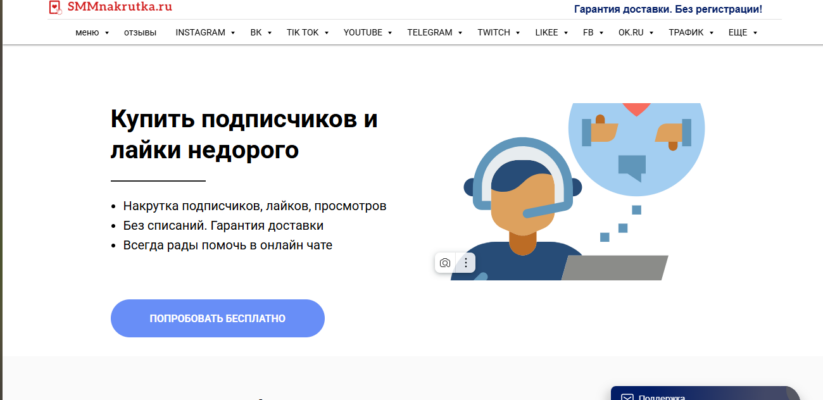 SMMnakrutka.ru
Гарантия доставки. Без регистрации!
меню отзывы INSTAGRAM ВК TIK TOK YOUTUBE TELEGRAM TWITCH LIKEE FB OK.RU ТРАФИК ЕЩЕ
Купить подписчиков и
лайки недорого
Накрутка подписчиков, лайков, просмотров
Без списаний. Гарантия доставки
Всегда рады помочь в онлайн чате
ПОПРОБОВАТЬ БЕСПЛАТНО
Поддержка